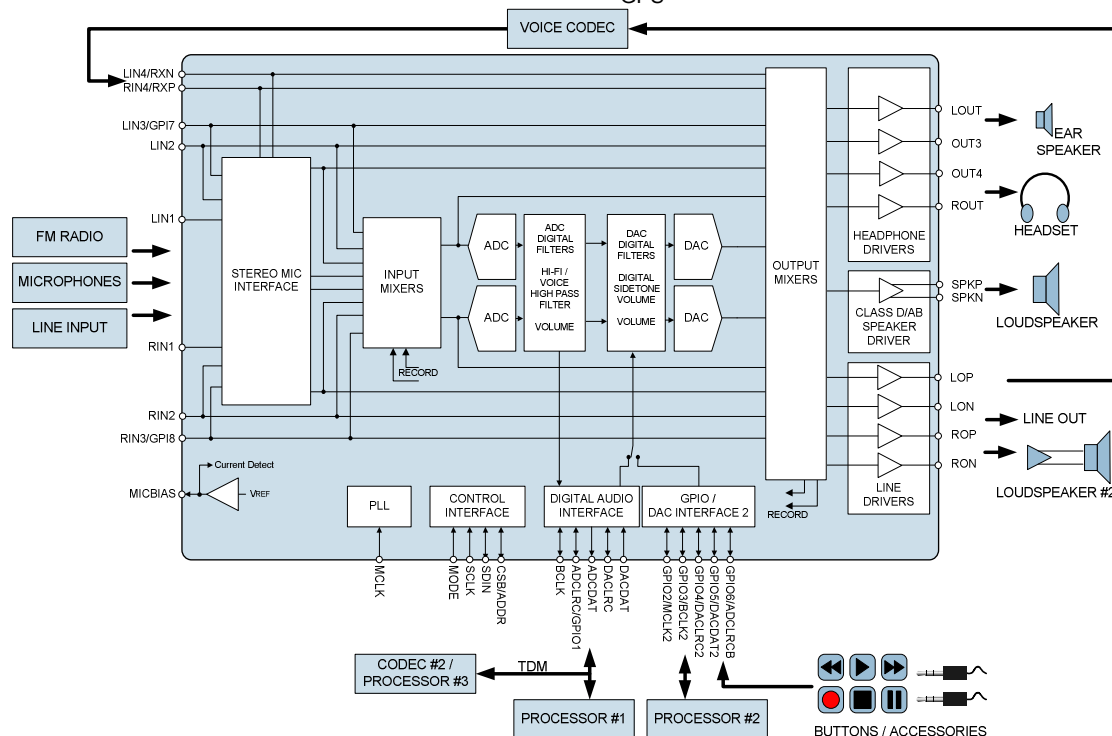 VOICE CODEC
LIN4/RXN
RIN4/RXP
LIN3/GPI7
LIN2
LIN1
RIN1
RIN2
RIN3/GPI8
MICBIAS
FM RADIO
MICROPHONES
LINE INPUT
STEREO MIC
INTERFACE
INPUT
MIXERS
RECORD
ADC
ADC
ADC
DIGITAL
FILTERS
HI-FI /
VOICE
HIGH PASS
FILTER
VOLUME
DAC
DIGITAL
FILTERS
DIGITAL
SIDETONE
VOLUME
VOLUME
DAC
DAC
OUTPUT
MIXERS
RECORD
HEADPHONE
DRIVERS
CLASS D/AB
SPEAKER
DRIVER
LINE
DRIVERS
LOUT
OUT3
OUT4
ROUT
SPKP
SPKN
LOP
LON
ROP
RON
EAR
SPEAKER
HEADSET
LOUDSPEAKER
LINE OUT
LOUDSPEAKER #2
Current Detect
VREF
PLL
CONTROL
INTERFACE
DIGITAL AUDIO
INTERFACE
GPIO /
DAC INTERFACE 2
MCLK
MODE
SCLK
SDIN
CSB/ADDR
BCLK
ADCLRC/GPIO1
ADCDAT
DACLRC
DACDAT
GPIO2/MCLK2
GPIO3/BCLK2
GPIO4/DACLRC2
GPIO5/DACDAT2
GPIO6/ADCLRCB
CODEC #2 /
PROCESSOR #3
TDM
PROCESSOR #1
PROCESSOR #2
BUTTONS / ACCESSORIES